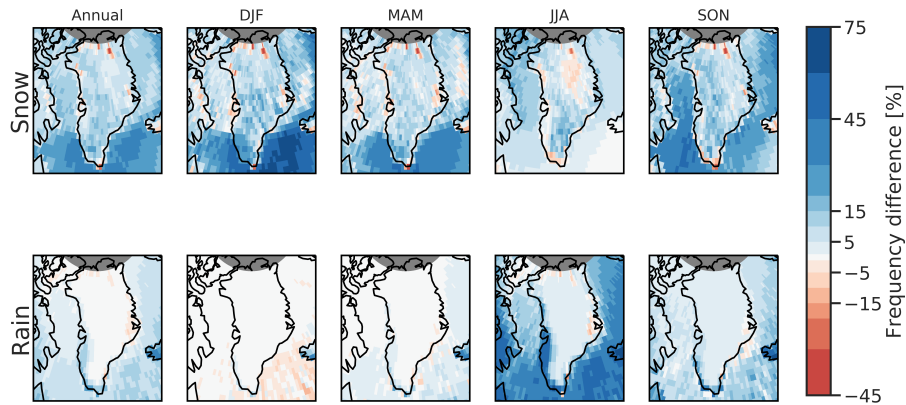 Annual DJF MAM JJA SON
Snow
Rain
75
45
15
5
−5
−15
−45
Frequency difference [%]